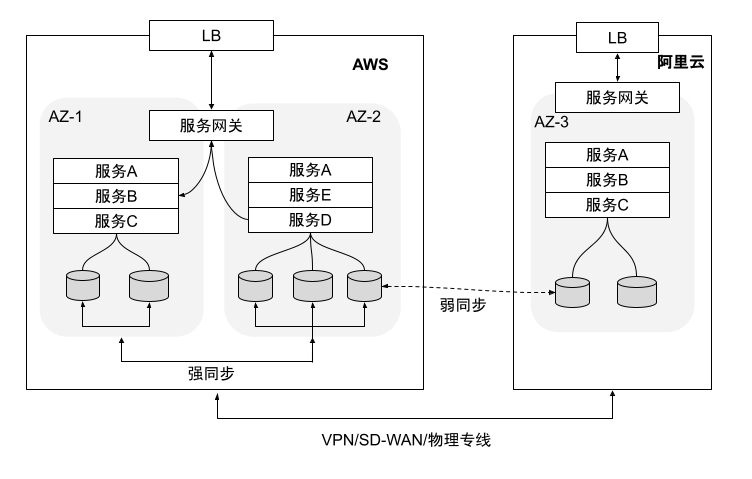 LB
AWS
AZ-1
服务网关
AZ-2
服务A
服务B
服务C
服务A
服务E
服务D
强同步
弱同步
LB
阿里云
服务网关
AZ-3
服务A
服务B
服务C
VPN/SD-WAN/物理专线